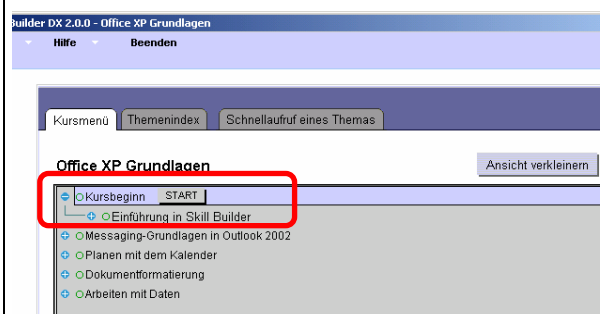 Builder DX 2.0.0 - Office XP Grundlagen
Hilfe Beenden
Kursmenü Themenindex Schnellaufruf eines Themas
Office XP Grundlagen Ansicht verkleinern
Kursbeginn START
Einführung in Skill Builder
Messaging-Grundlagen in Outlook 2002
Planen mit dem Kalender
Dokumentformatierung
Arbeiten mit Daten